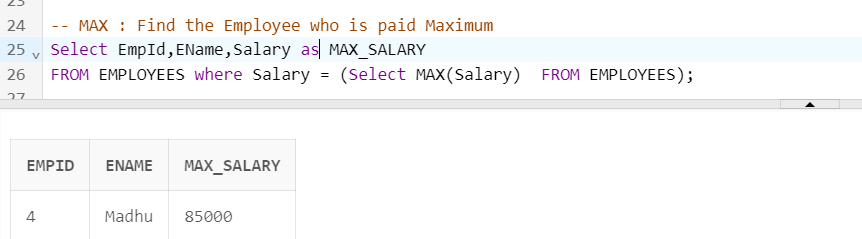 23
24 -- MAX : Find the Employee who is paid Maximum
25 Select EmpId,EName,Salary as MAX_SALARY
26 FROM EMPLOYEES where Salary = (Select MAX(Salary)  FROM EMPLOYEES);
27
EMPID ENAME MAX_SALARY
4 Madhu 85000